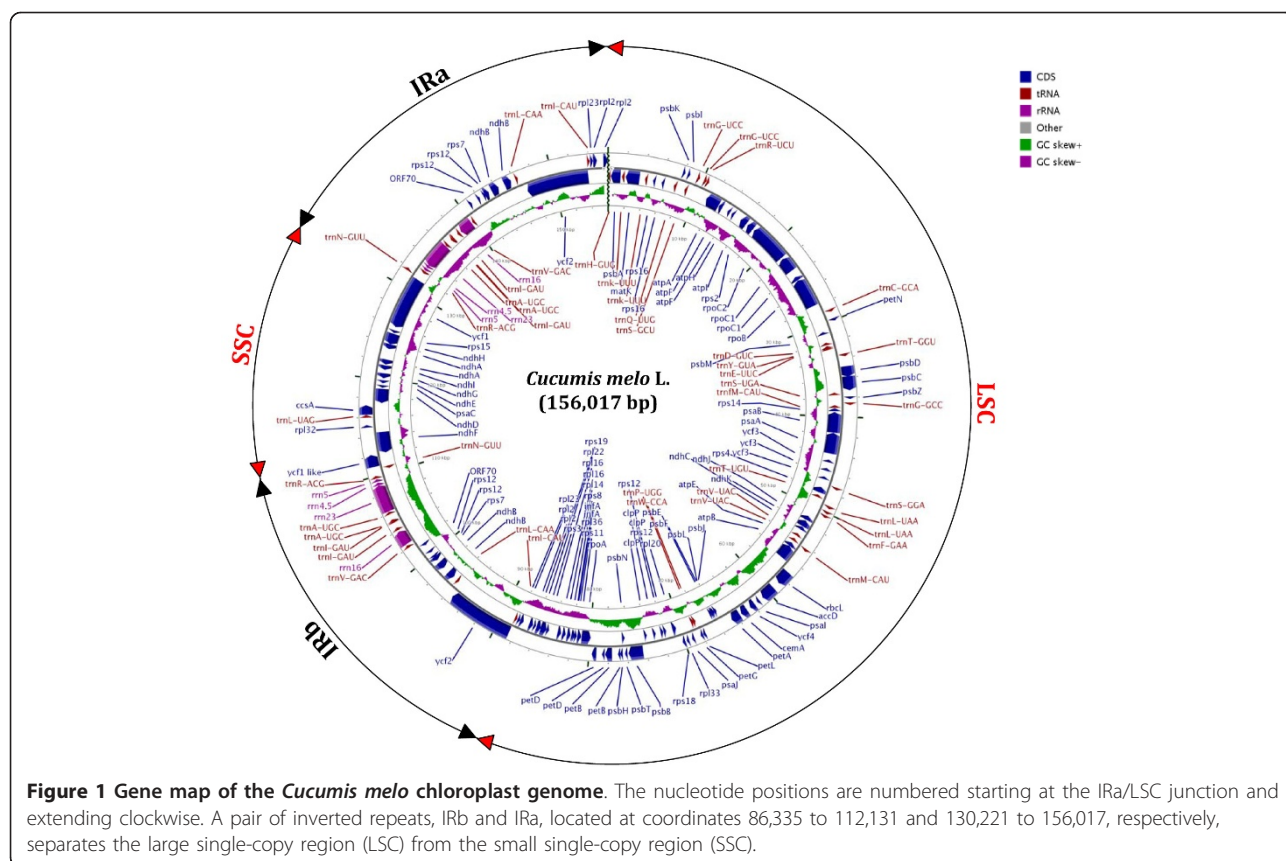 IRa
LSC
SSC
IRb
CDS
tRNA
rRNA
Other
GC skew+
GC skew-
trnL-CAA
trnI-CAU
rpl23
rpl2
rpl2
psbK
psbI
trnG-UCC
trnG-UCC
trnR-UCU
trnC-GCA
petN
trnT-GGU
psbD
psbC
psbZ
trnG-GCC
trnS-GGA
trnL-UAA
trnL-UAA
trnF-GAA
trnM-CAU
rbcL
accD
psaI
ycf4
cemA
petA
petL
petG
psaJ
rpl33
rps18
psbB
psbT
psbH
petB
petB
petD
petD
ycf2
trnV-GAC
rrn16
trnI-GAU
trnI-GAU
trnA-UGC
trnA-UGC
rrn23
rrn4.5
rrn5
trnR-ACG
ycf1 like
rpl32
trnL-UAG
ccsA
trnN-GUU
ORF70
rps12
rps12
rps7
ndhB
ndhB
ycf2
trnH-GUG
psbA
trnk-UUU
matK
trnk-UUU
rps16
rps16
trnQ-UUG
trnS-GCU
atpA
atpF
atpF
atpH
atpI
rps2
rpoC2
rpoC1
rpoC1
rpoB
psbM
trnD-GUC
trnY-GUA
trnE-UUC
trnS-UGA
trnfM-CAU
rps14
psaB
psaA
ycf3
ycf3
rps4
ycf3
trnT-UGU
ndhJ
ndhK
ndhC
trnV-UAC
trnV-UAC
atpE
atpB
psbJ
psbL
psbF
psbE
trnW-CCA
trnP-UGG
rpl20
rps12
clpP
clpP
clpP
rps12
psbN
rpoA
rps11
rpl36
infA
infA
rps8
rpl14
rpl16
rpl16
rpl22
rps19
rps3
rpl2
rpl2
rpl23
trnI-CAU
trnL-CAA
ndhB
ndhB
rps7
rps12
rps12
ORF70
trnN-GUU
ndhF
ndhD
psaC
ndhE
ndhG
ndhI
ndhA
ndhA
ndhH
rps15
ycf1
trnR-ACG
rrn5
rrn4.5
rrn23
trnA-UGC
trnA-UGC
trnI-GAU
trnI-GAU
rrn16
trnV-GAC
Cucumis melo L.
(156,017 bp)
Figure 1 Gene map of the Cucumis melo chloroplast genome. The nucleotide positions are numbered starting at the IRa/LSC junction and
extending clockwise. A pair of inverted repeats, IRb and IRa, located at coordinates 86,335 to 112,131 and 130,221 to 156,017, respectively,
separates the large single-copy region (LSC) from the small single-copy region (SSC).